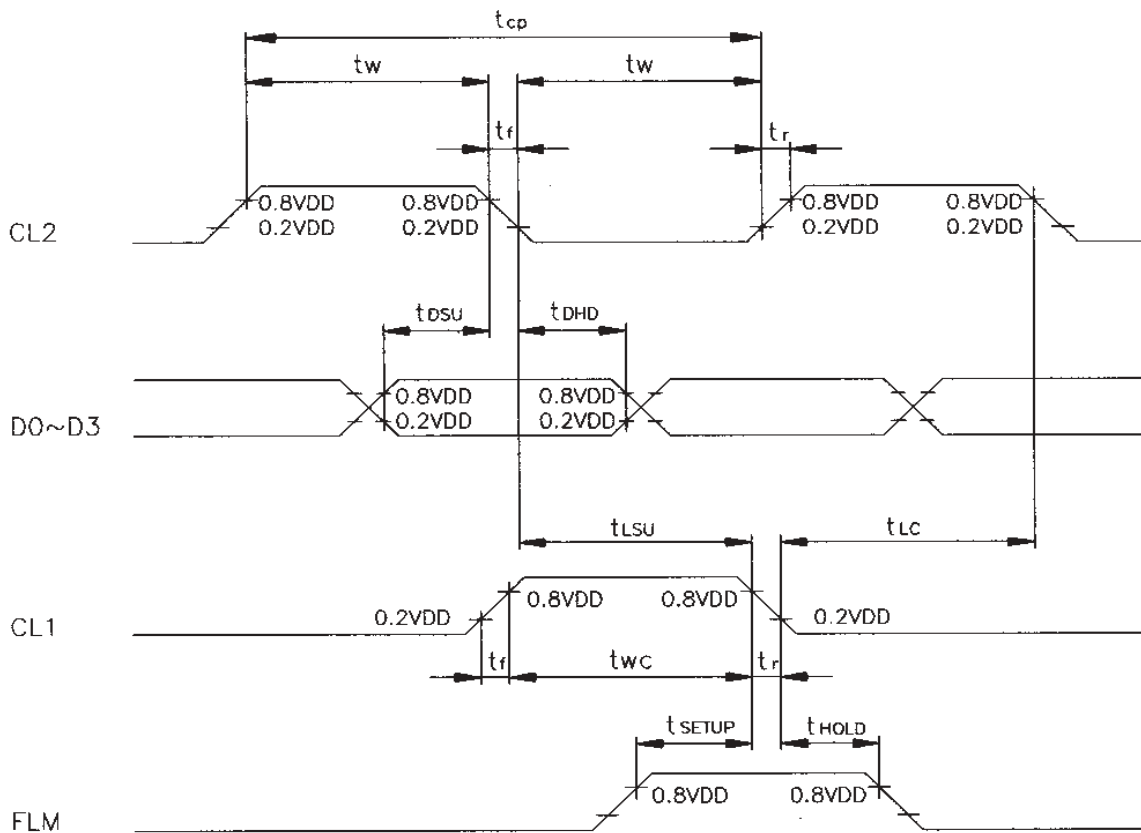 tcp
tw tw
tf tr
CL2 0.8VDD 0.8VDD 0.8VDD 0.8VDD
0.2VDD 0.2VDD 0.2VDD 0.2VDD
tDSU tDHD
D0~D3 0.8VDD 0.8VDD
0.2VDD 0.2VDD
tLSU tLC
CL1 0.2VDD 0.8VDD 0.8VDD 0.2VDD
tf twc tr
tSETUP tHOLD
FLM 0.8VDD 0.8VDD